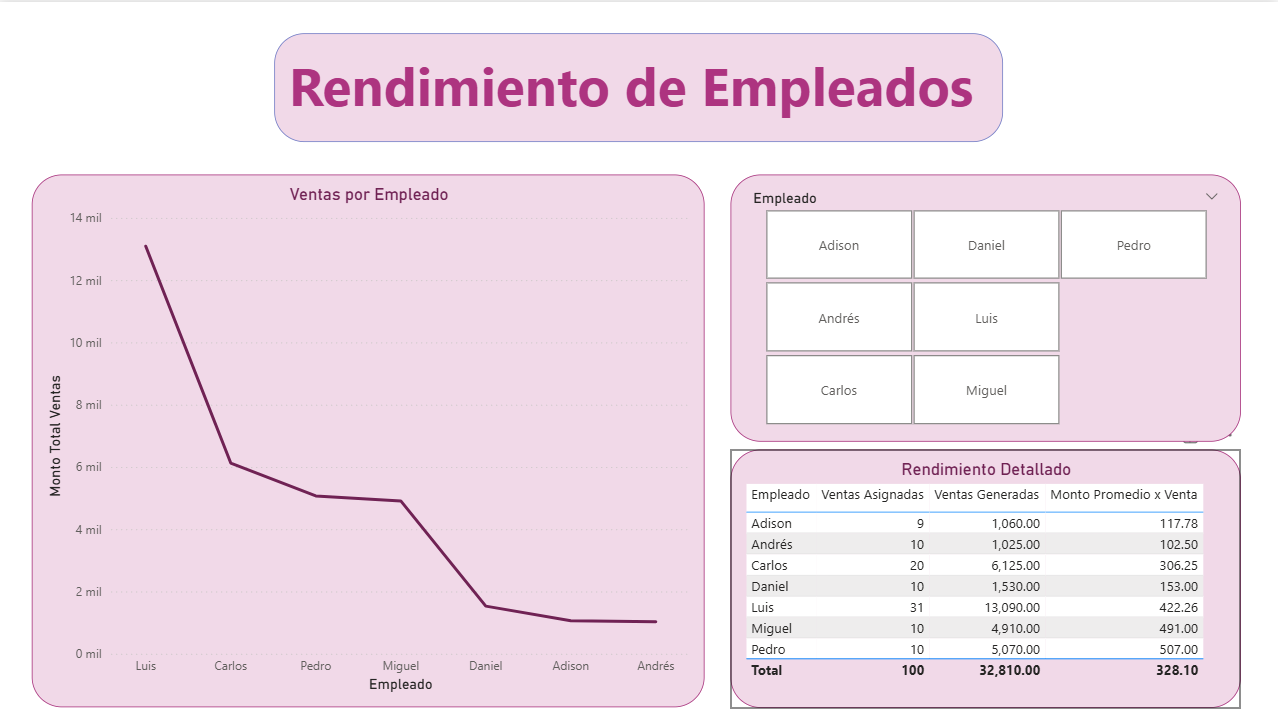 Rendimiento de Empleados
Ventas por Empleado
Monto Total Ventas
14 mil
12 mil
10 mil
8 mil
6 mil
4 mil
2 mil
0 mil
Luis Carlos Pedro Miguel Daniel Adison Andrés
Empleado
Empleado
Adison Daniel Pedro
Andrés Luis
Carlos Miguel
Rendimiento Detallado
Empleado Ventas Asignadas Ventas Generadas Monto Promedio x Venta
Adison 9 1,060.00 117.78
Andrés 10 1,025.00 102.50
Carlos 20 6,125.00 306.25
Daniel 10 1,530.00 153.00
Luis 31 13,090.00 422.26
Miguel 10 4,910.00 491.00
Pedro 10 5,070.00 507.00
Total 100 32,810.00 328.10